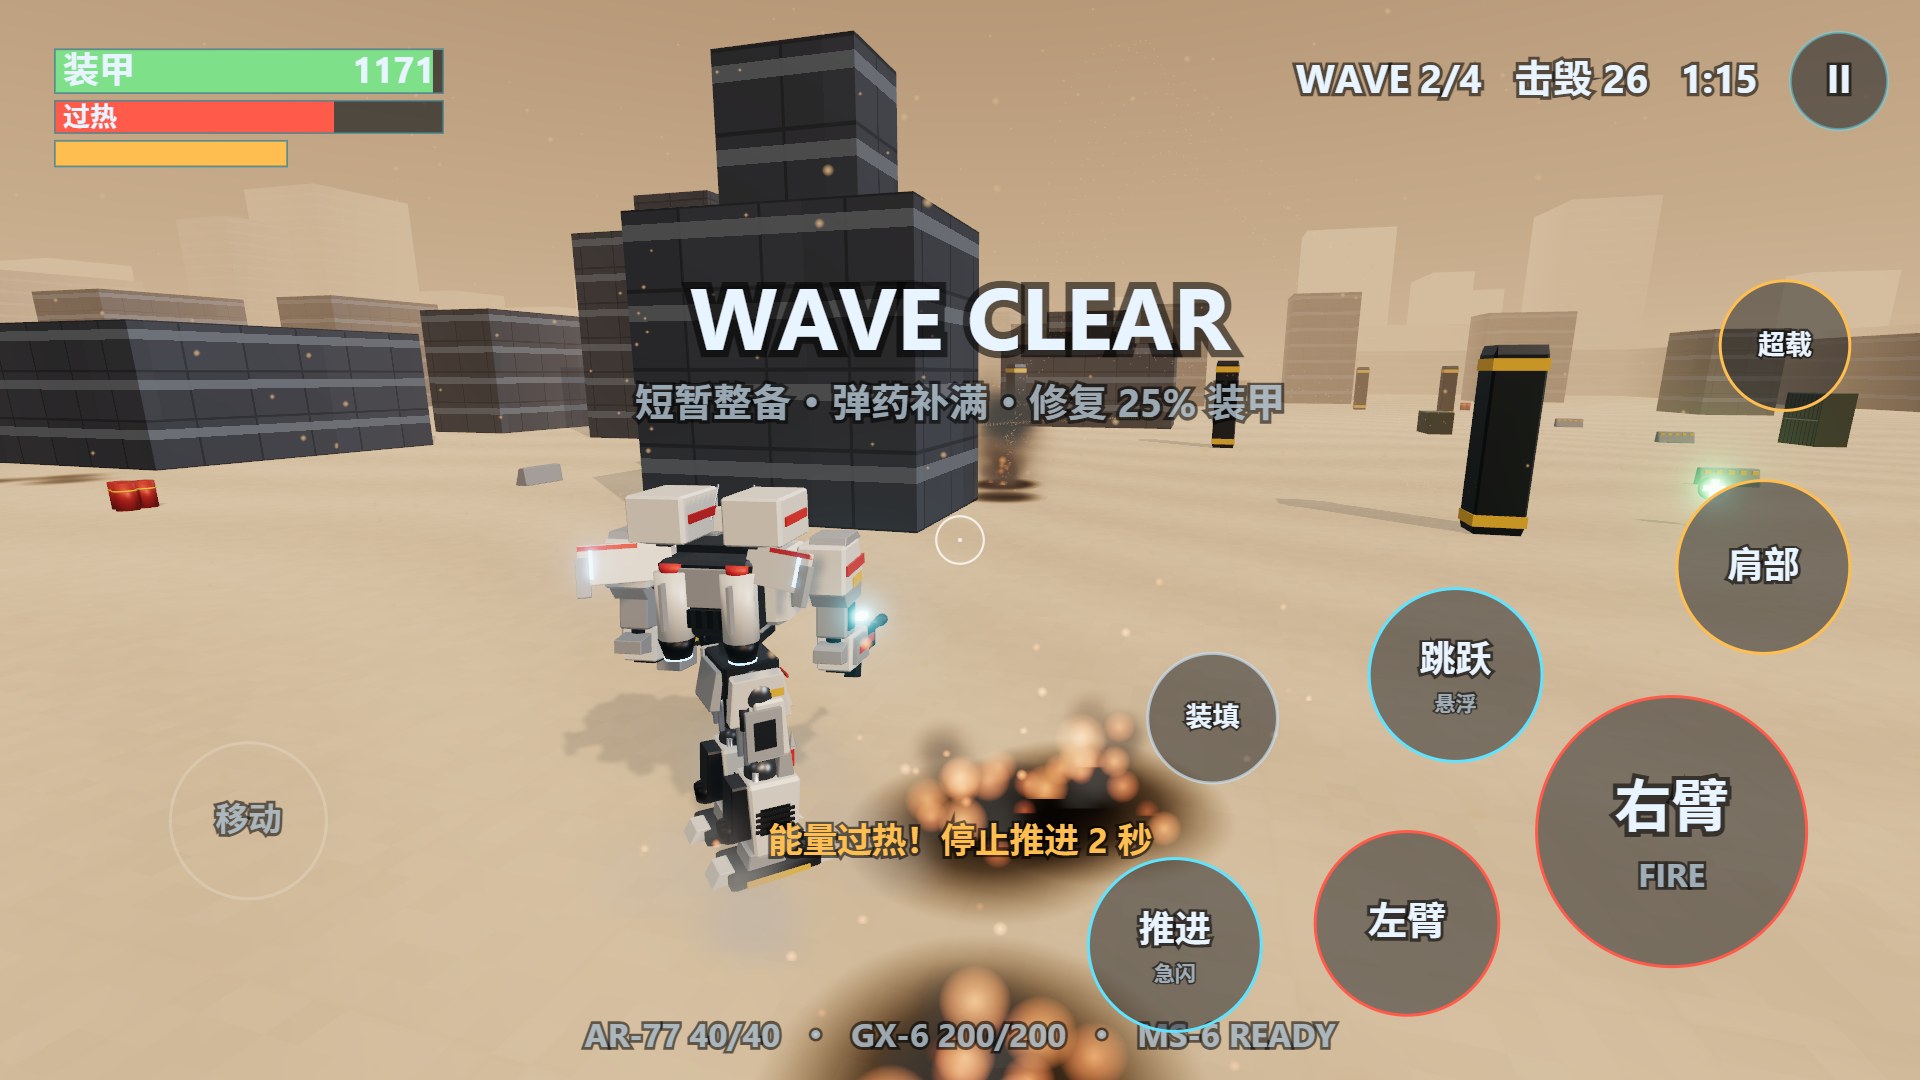 装甲 1171
过热
WAVE 2/4 击毁 26 1:15
WAVE CLEAR
短暂整备·弹药补满·修复 25% 装甲
超载
肩部
跳跃
悬浮
装填
右臂
FIRE
移动
能量过热！停止推进 2 秒
左臂
推进
急闪
AR-77 40/40 · GX-6 200/200 · MS-6 READY